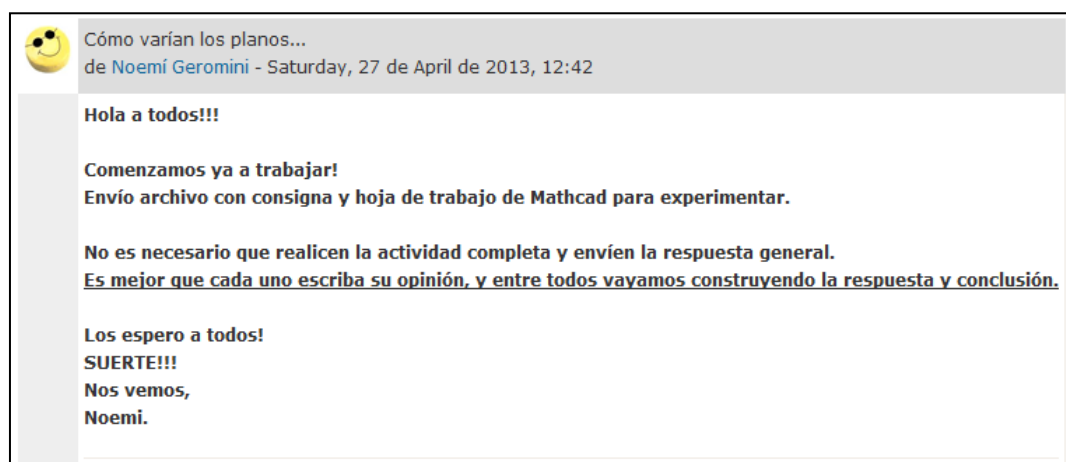 Cómo varían los planos...
de Noemí Geromini - Saturday, 27 de April de 2013, 12:42
Hola a todos!!!
Comenzamos ya a trabajar!
Envío archivo con consigna y hoja de trabajo de Mathcad para experimentar.
No es necesario que realicen la actividad completa y envíen la respuesta general.
Es mejor que cada uno escriba su opinión, y entre todos vayamos construyendo la respuesta y conclusión.
Los espero a todos!
SUERTE!!!
Nos vemos,
Noemi.